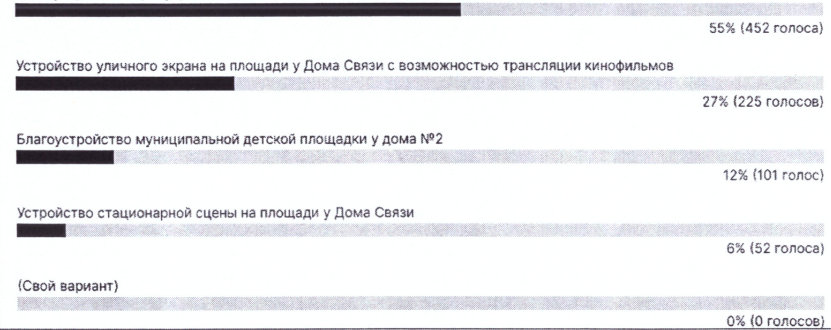 55% (452 голоса)
Устройство уличного экрана на площади у Дома Связи с возможностью трансляции кинофильмов
27% (225 голосов)
Благоустройство муниципальной детской площадки у дома №2
12% (101 голос)
Устройство стационарной сцены на площади у Дома Связи
6% (52 голоса)
(Свой вариант)
0% (0 голосов)